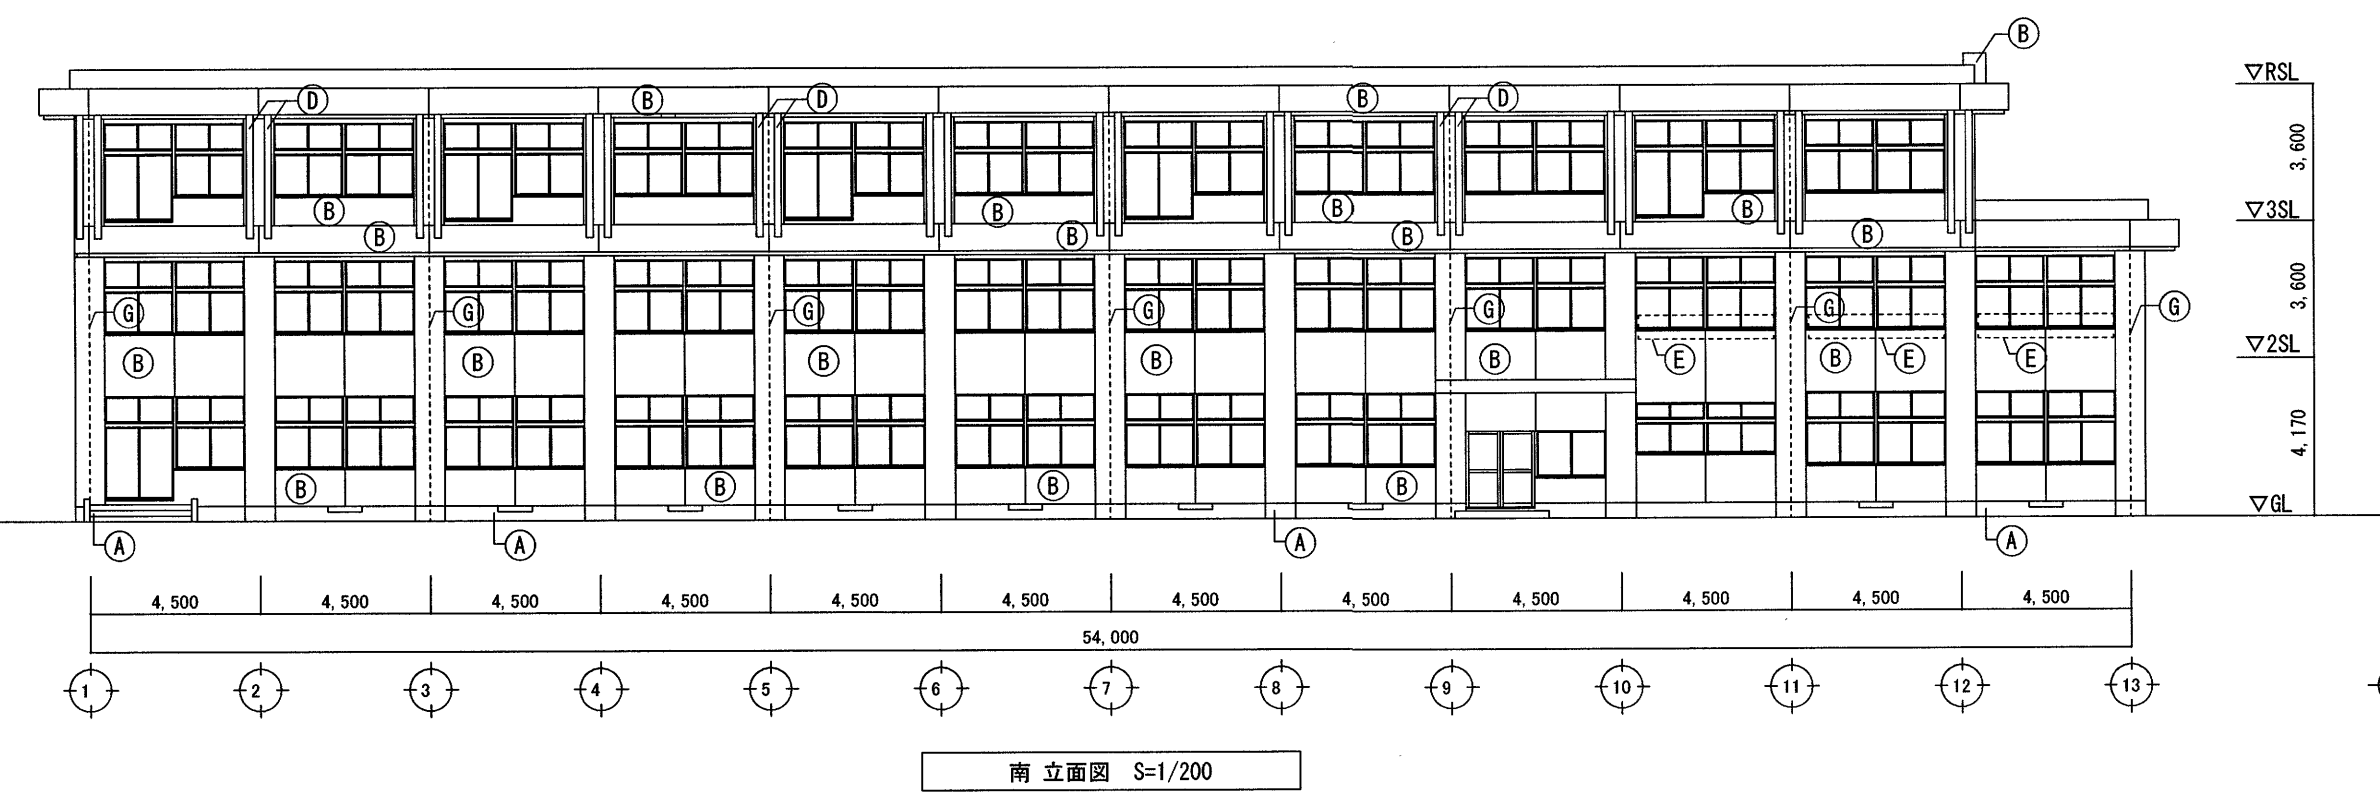 B
▽RSL
D B D B D
3,600
B B B B
▽3SL
B B B B
3,600
G G G G G G G
▽2SL
B B B B B E B E E
4,170
B B B B
▽GL
A A A A
4,500 4,500 4,500 4,500 4,500 4,500 4,500 4,500 4,500 4,500 4,500 4,500
54,000
1 2 3 4 5 6 7 8 9 10 11 12 13
南 立面図 S=1/200